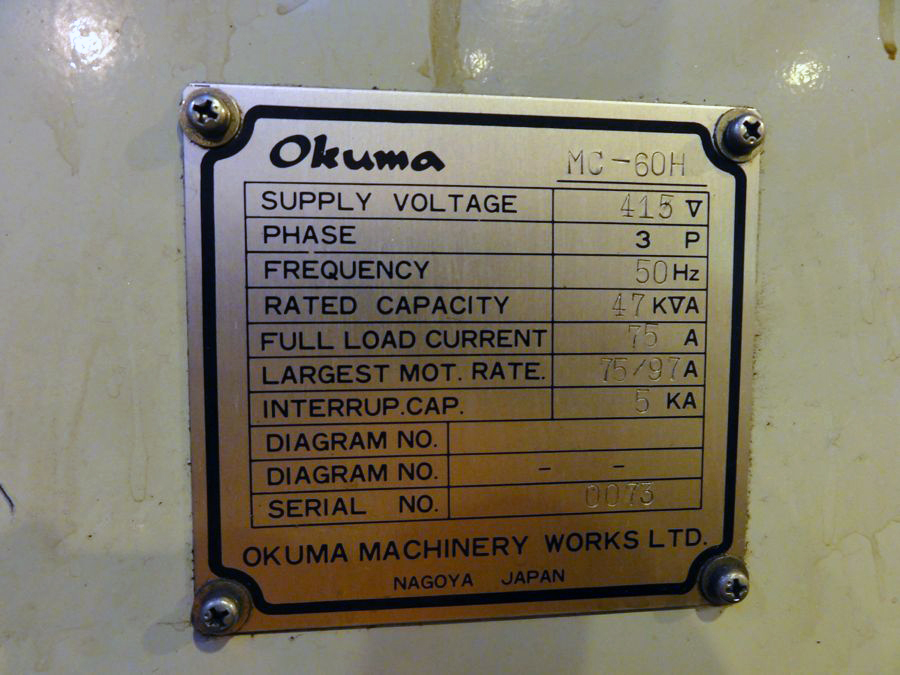 Okuma MC-60H
SUPPLY VOLTAGE 415 V
PHASE 3 P
FREQUENCY 50 Hz
RATED CAPACITY 47 KVA
FULL LOAD CURRENT 75 A
LARGEST MOT. RATE. 75/97 A
INTERRUP.CAP. 5 KA
DIAGRAM NO.
DIAGRAM NO. - -
SERIAL NO. 0073
OKUMA MACHINERY WORKS LTD.
NAGOYA JAPAN